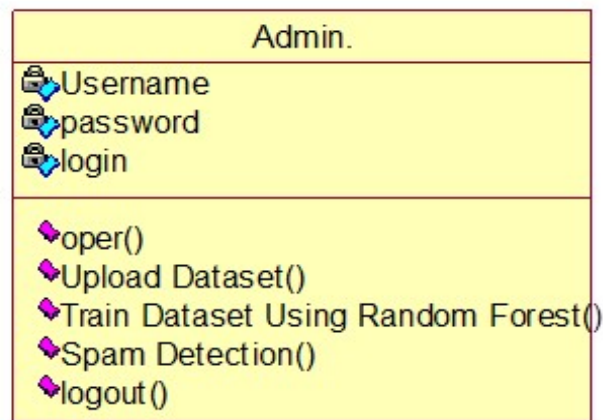 Admin.
Username
password
login
oper()
Upload Dataset()
Train Dataset Using Random Forest()
Spam Detection()
logout()